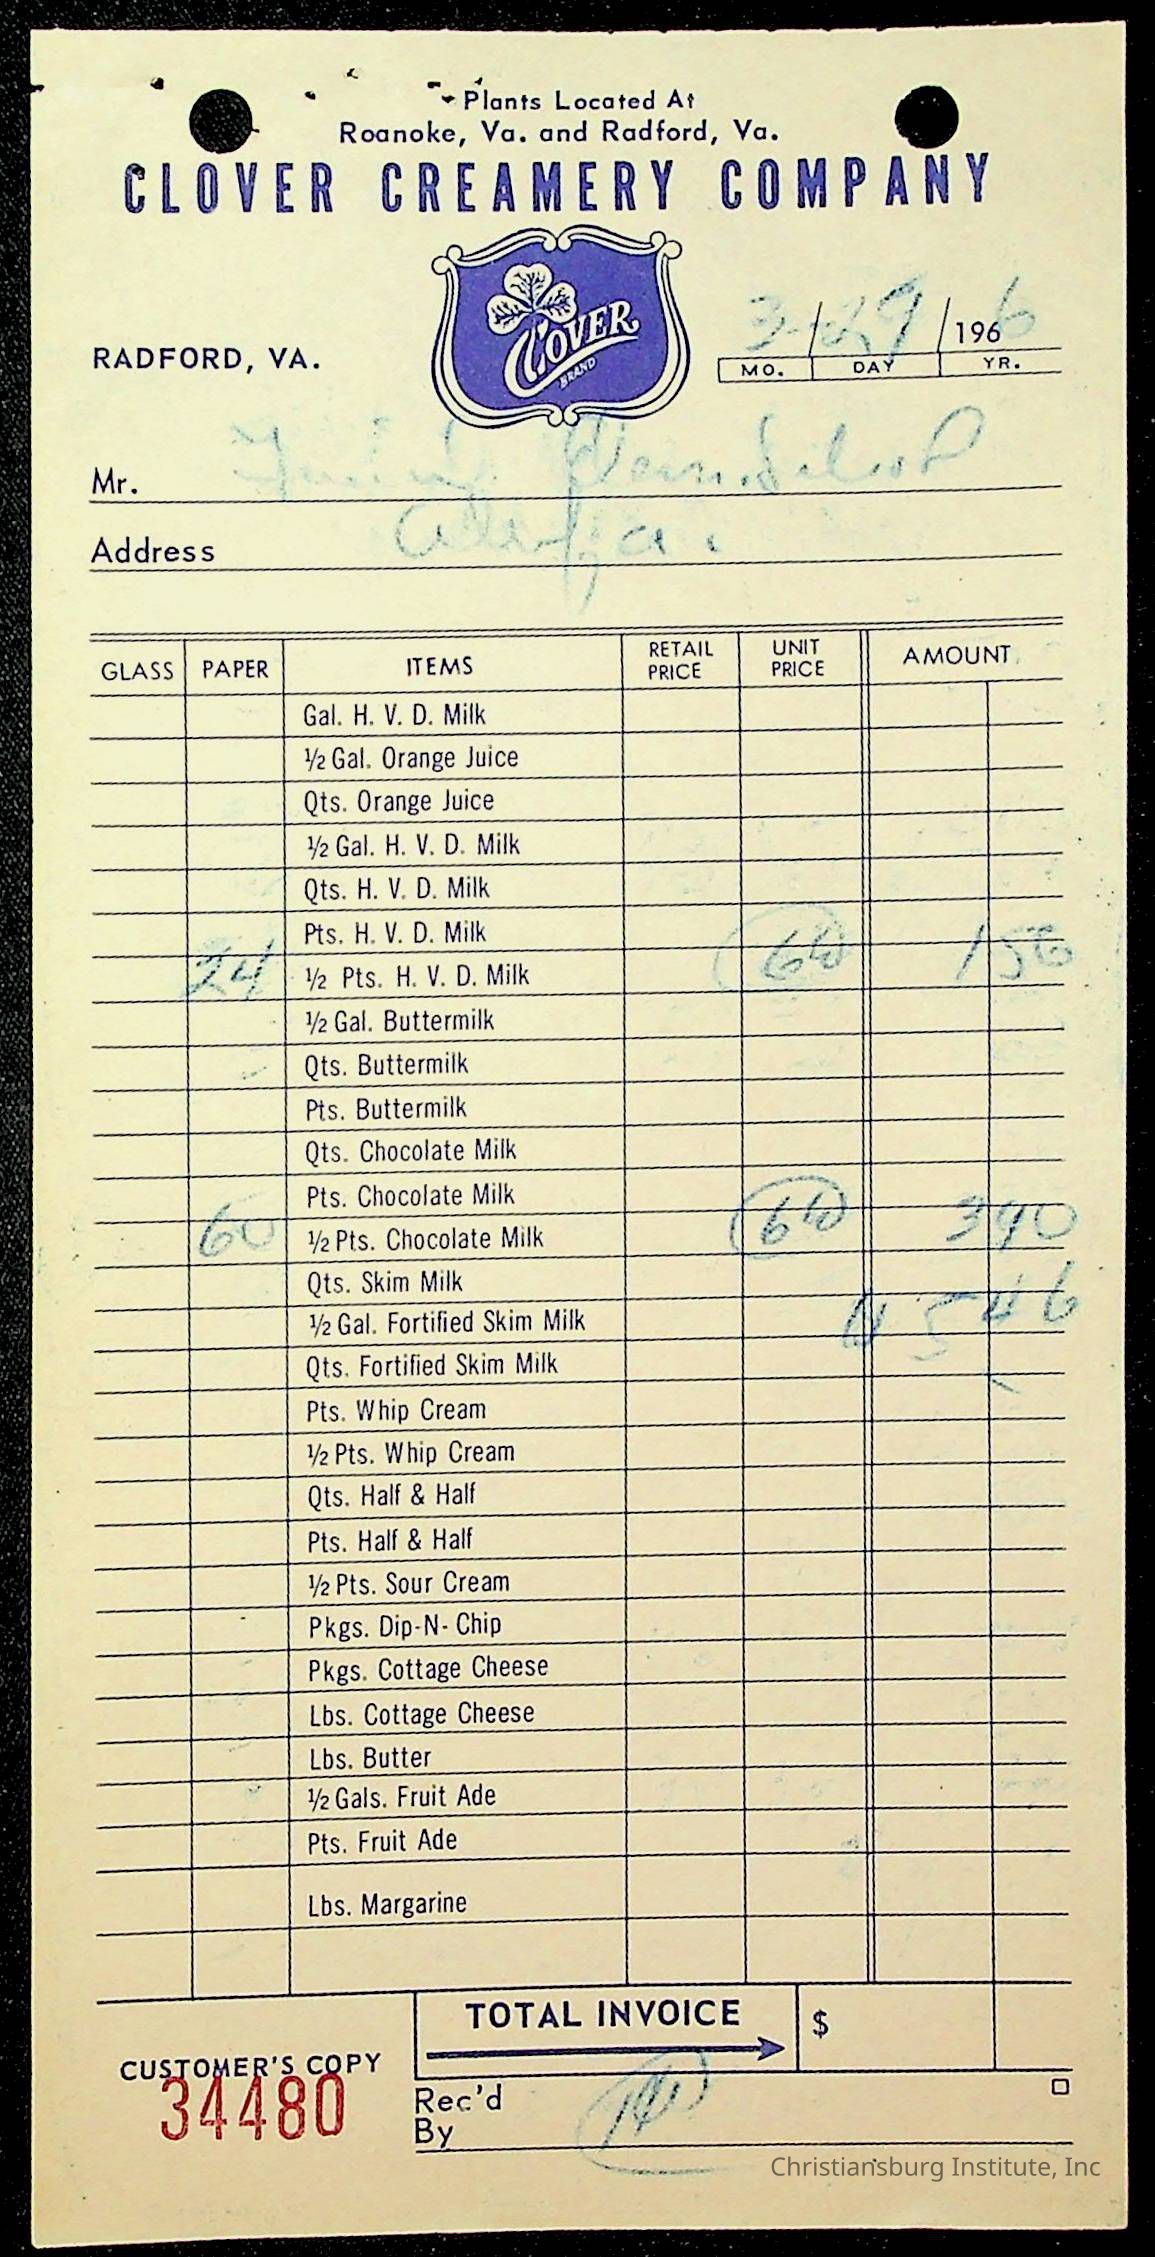 Plants Located At
Roanoke, Va. and Radford, Va.
CLOVER CREAMERY COMPANY
CLOVER
BRAND
RADFORD, VA.
3-/29/1966
MO. DAY YR.
Mr.
Address
GLASS PAPER ITEMS RETAIL PRICE UNIT PRICE AMOUNT
Gal. H. V. D. Milk
½ Gal. Orange Juice
Qts. Orange Juice
½ Gal. H. V. D. Milk
Qts. H. V. D. Milk
Pts. H. V. D. Milk
24 ½ Pts. H. V. D. Milk 156
½ Gal. Buttermilk
Qts. Buttermilk
Pts. Buttermilk
Qts. Chocolate Milk
Pts. Chocolate Milk
60 ½ Pts. Chocolate Milk 390
Qts. Skim Milk
½ Gal. Fortified Skim Milk 546
Qts. Fortified Skim Milk
Pts. Whip Cream
½ Pts. Whip Cream
Qts. Half & Half
Pts. Half & Half
½ Pts. Sour Cream
Pkgs. Dip-N-Chip
Pkgs. Cottage Cheese
Lbs. Cottage Cheese
Lbs. Butter
½ Gals. Fruit Ade
Pts. Fruit Ade
Lbs. Margarine
TOTAL INVOICE $
CUSTOMER'S COPY
34480
Rec'd
By
Christiansburg Institute, Inc